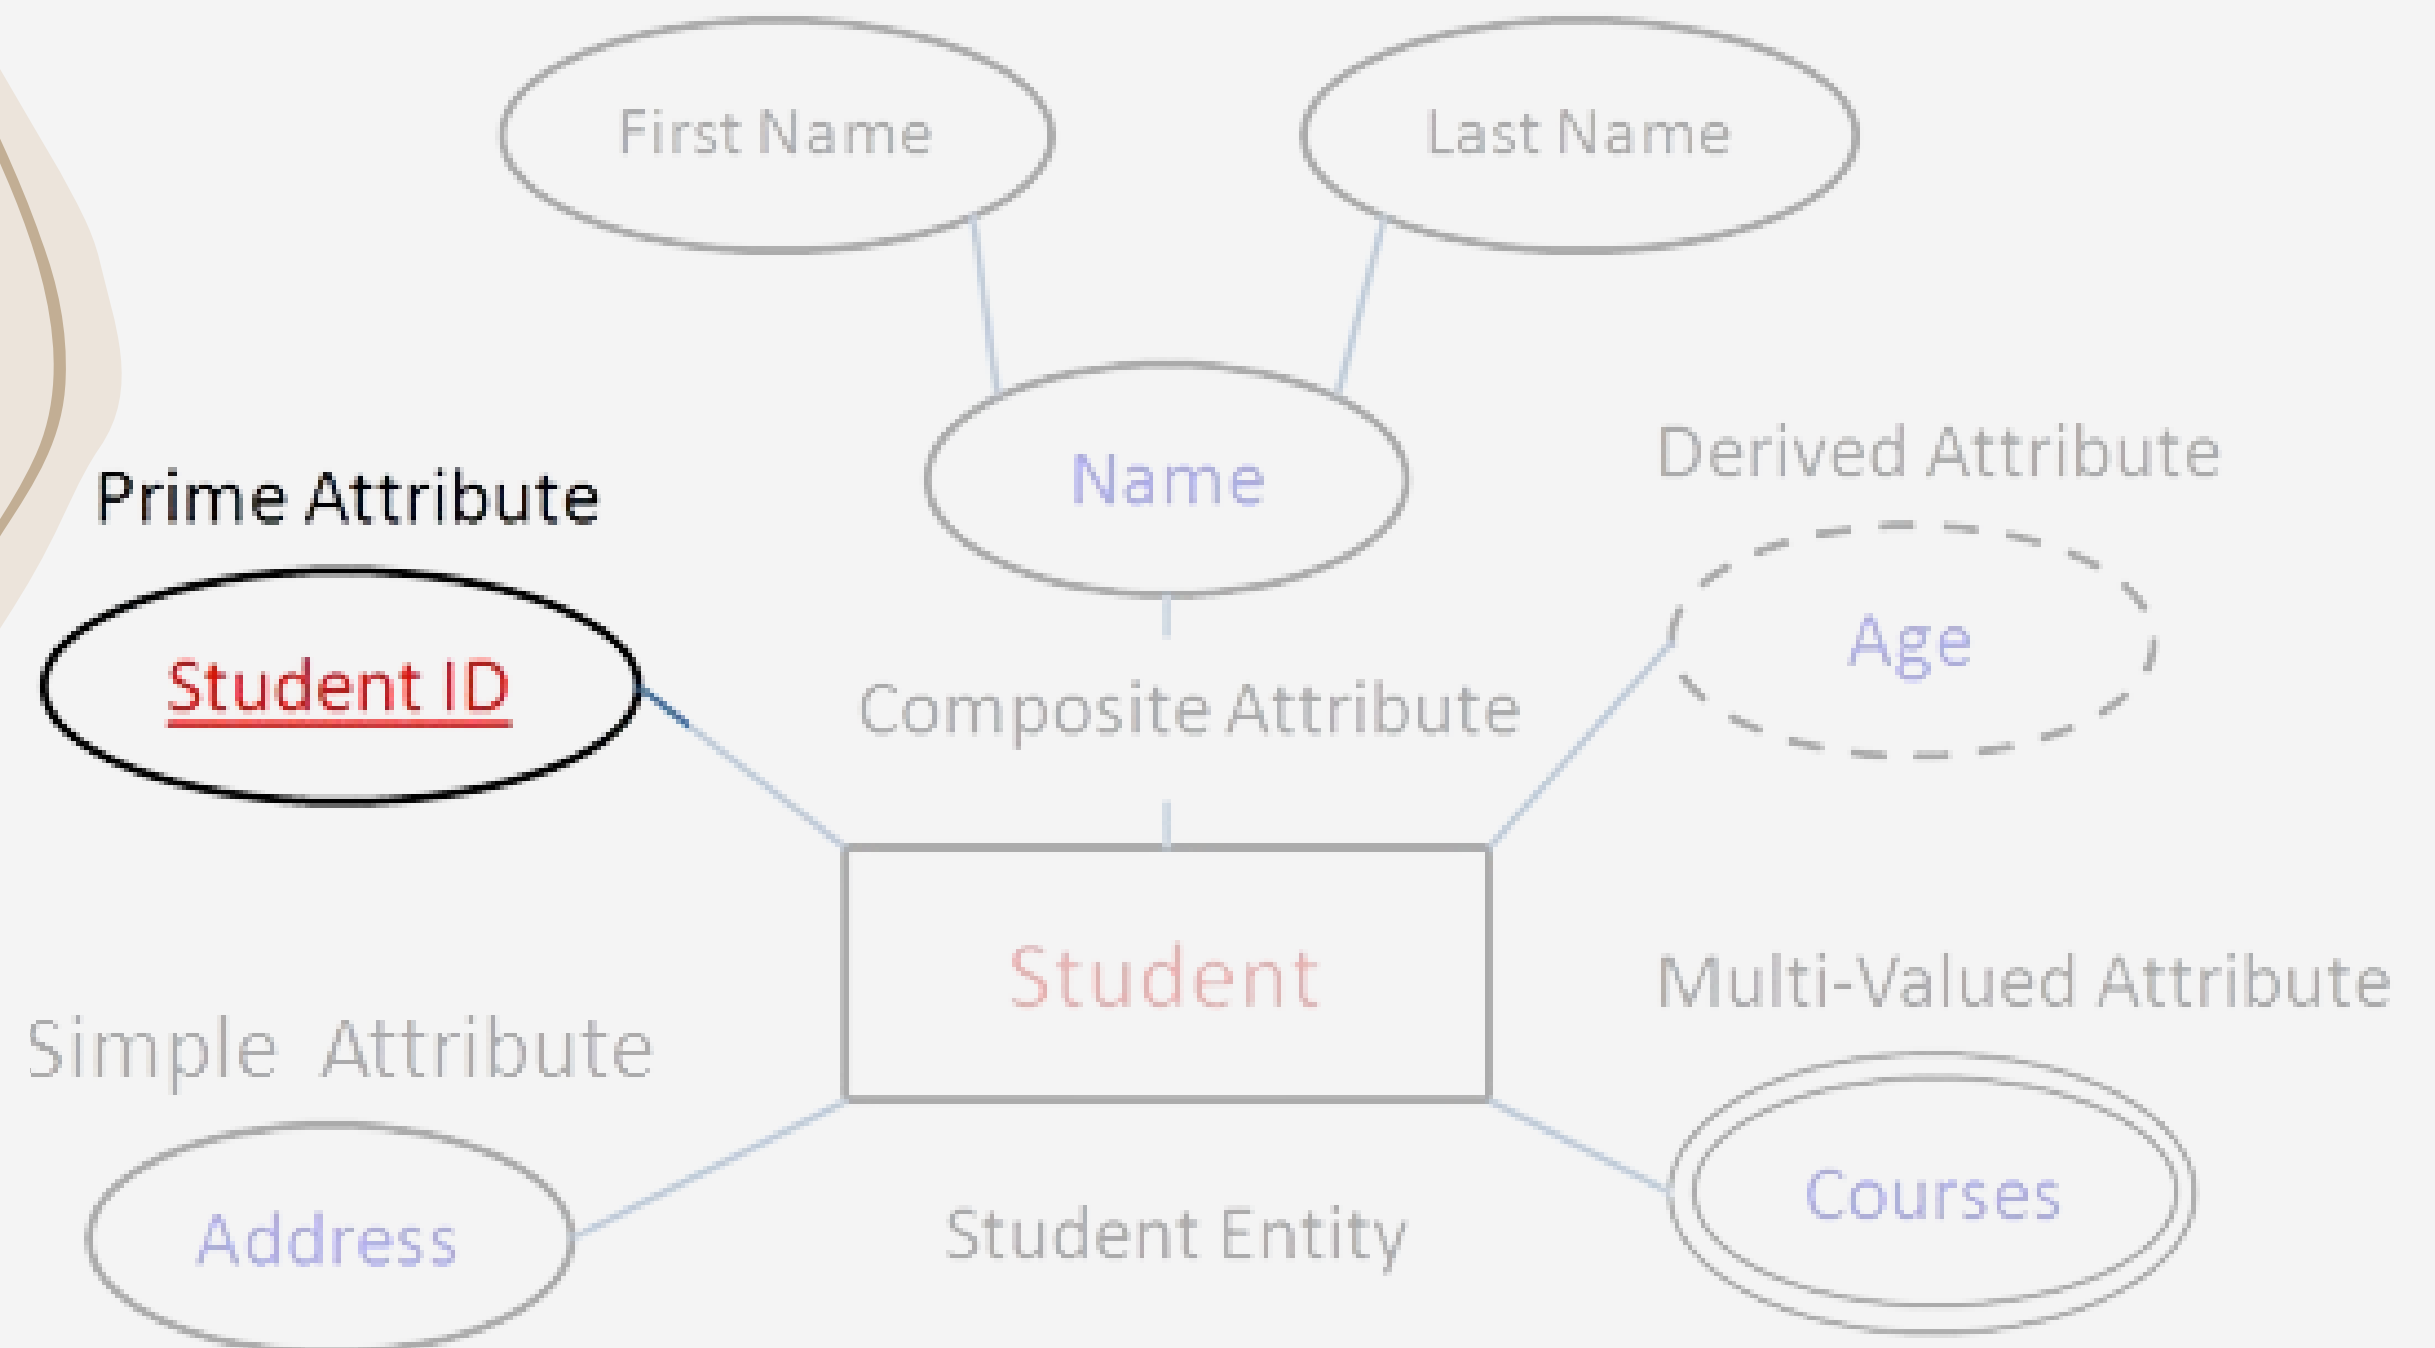 First Name
Last Name
Name
Derived Attribute
Prime Attribute
Age
Student ID
Composite Attribute
Student
Multi-Valued Attribute
Simple Attribute
Courses
Address
Student Entity